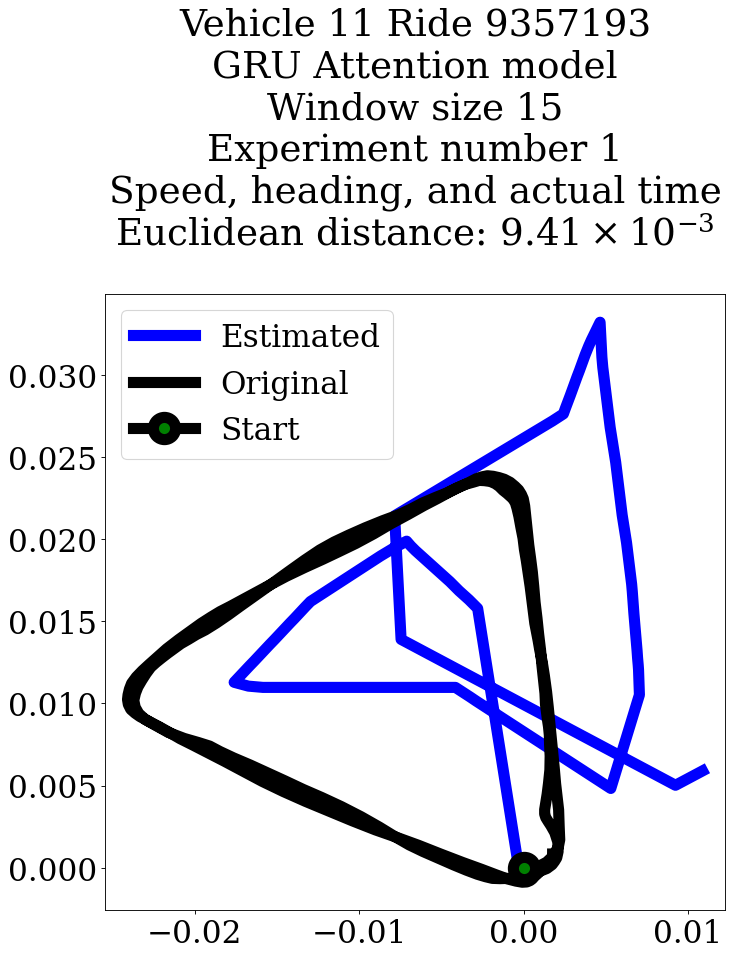 Vehicle 11 Ride 9357193
GRU Attention model
Window size 15
Experiment number 1
Speed, heading, and actual time
Euclidean distance: 9.41 × 10⁻³
Estimated
Original
Start
0.030
0.025
0.020
0.015
0.010
0.005
0.000
−0.02
−0.01
0.00
0.01